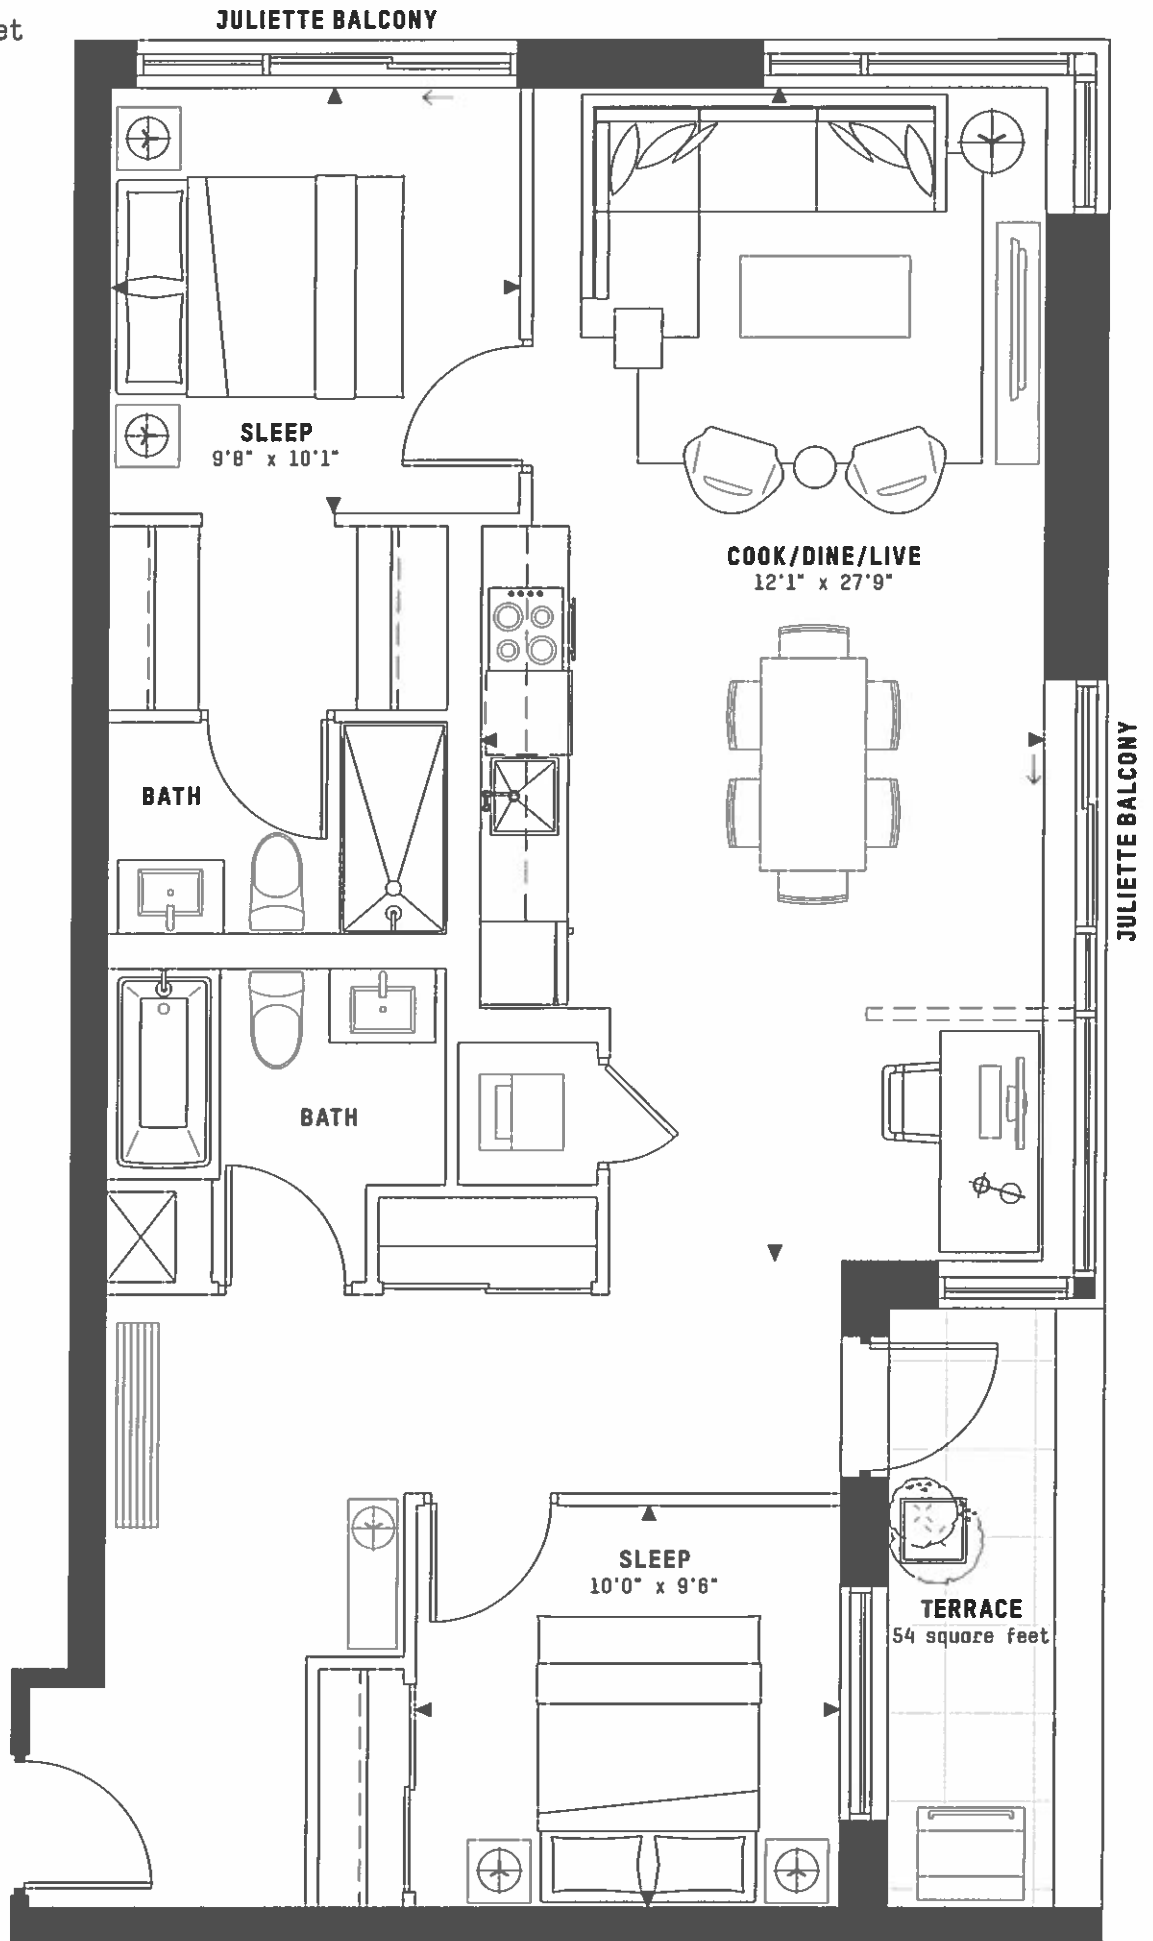 JULIETTE BALCONY
SLEEP
9'8" x 10'1"
COOK/DINE/LIVE
12'1" x 27'9"
BATH
JULIETTE BALCONY
BATH
SLEEP
10'0" x 9'6"
TERRACE
54 square feet